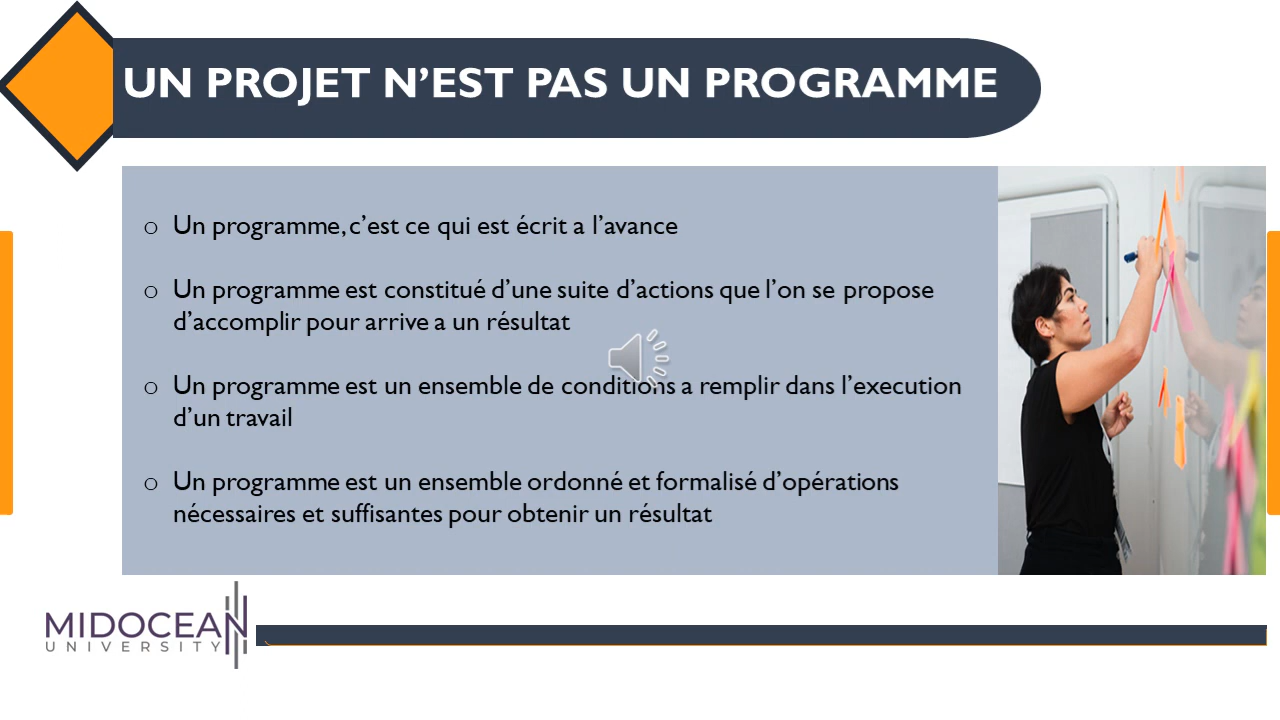 UN PROJET N’EST PAS UN PROGRAMME
o Un programme, c’est ce qui est écrit a l’avance
o Un programme est constitué d’une suite d’actions que l’on se propose
d’accomplir pour arrive a un résultat
o Un programme est un ensemble de conditions a remplir dans l’execution
d’un travail
o Un programme est un ensemble ordonné et formalisé d’opérations
nécessaires et suffisantes pour obtenir un résultat
MIDOCEAN
UNIVERSITY